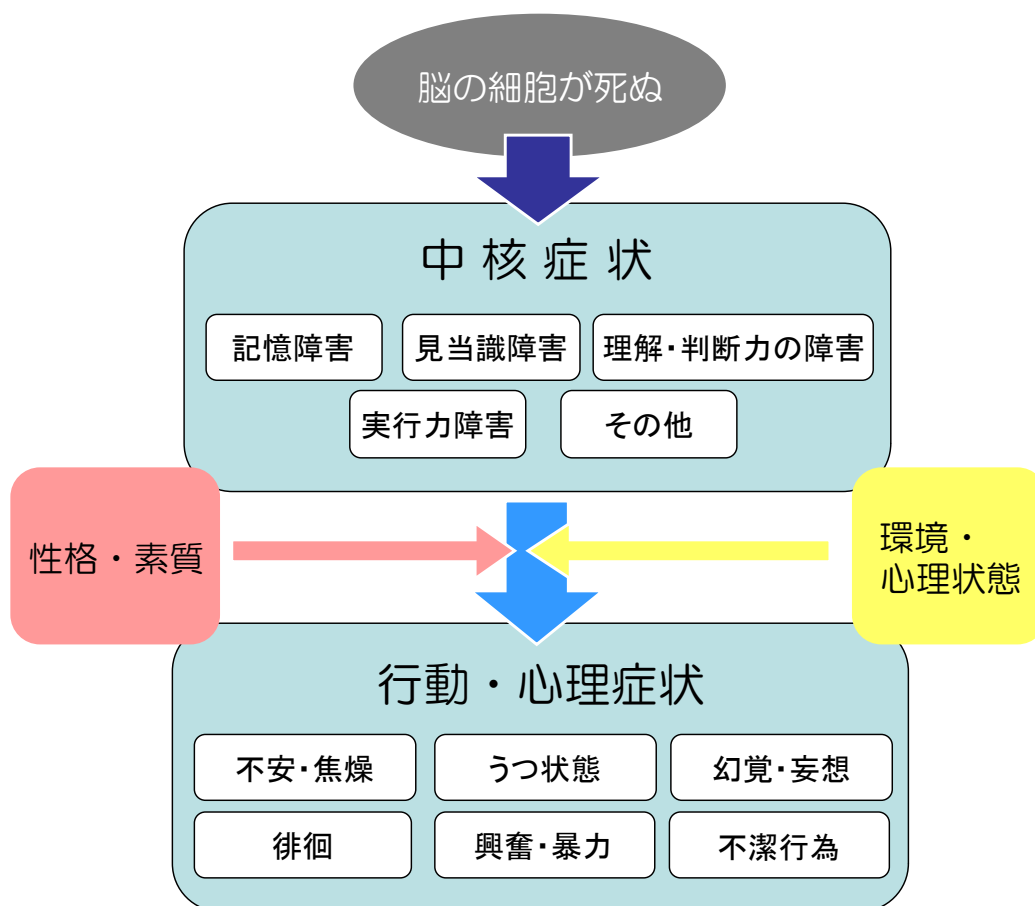 脳の細胞が死ぬ
中核症状
記憶障害
見当識障害
理解・判断力の障害
実行力障害
その他
性格・素質
環境・
心理状態
行動・心理症状
不安・焦燥
うつ状態
幻覚・妄想
徘徊
興奮・暴力
不潔行為